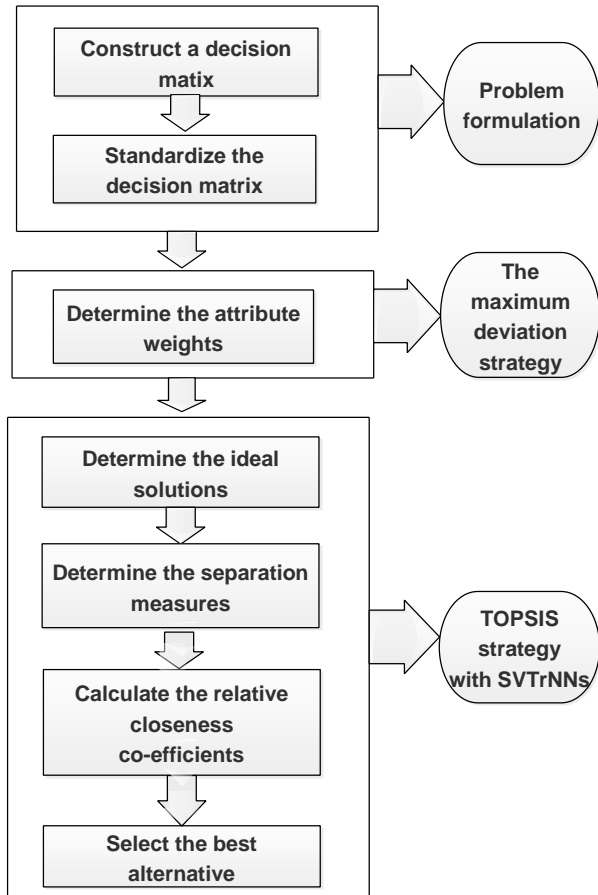 Construct a decision
matix
Standardize the
decision matrix
Problem
formulation
Determine the attribute
weights
The
maximum
deviation
strategy
Determine the ideal
solutions
Determine the separation
measures
Calculate the relative
closeness
co-efficients
Select the best
alternative
TOPSIS
strategy
with SVTrNNs